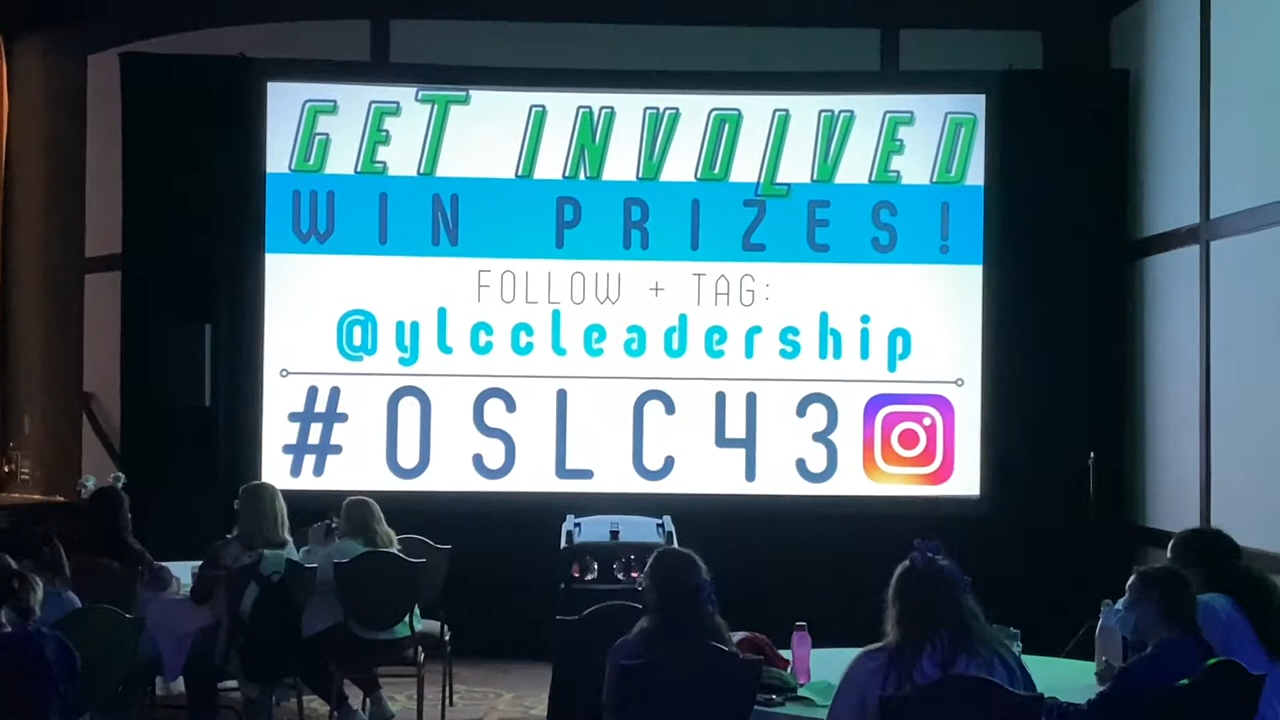 GET INVOLVED
WIN PRIZES!
FOLLOW + TAG:
@ylccleadership
#OSLC43